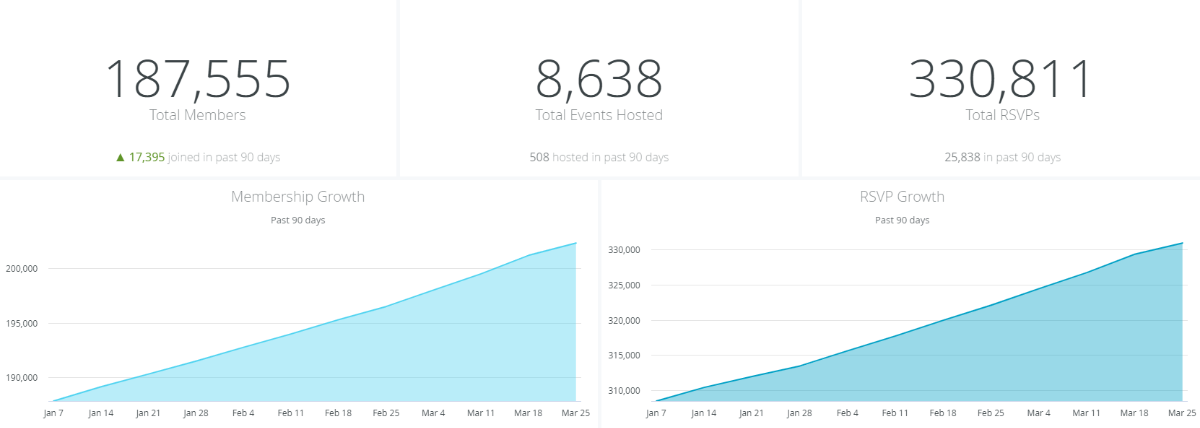 187,555
Total Members
▲ 17,395 joined in past 90 days
8,638
Total Events Hosted
508 hosted in past 90 days
330,811
Total RSVPs
25,838 in past 90 days
Membership Growth
Past 90 days
200,000
195,000
190,000
Jan 7 Jan 14 Jan 21 Jan 28 Feb 4 Feb 11 Feb 18 Feb 25 Mar 4 Mar 11 Mar 18 Mar 25
RSVP Growth
Past 90 days
330,000
325,000
320,000
315,000
310,000
Jan 7 Jan 14 Jan 21 Jan 28 Feb 4 Feb 11 Feb 18 Feb 25 Mar 4 Mar 11 Mar 18 Mar 25